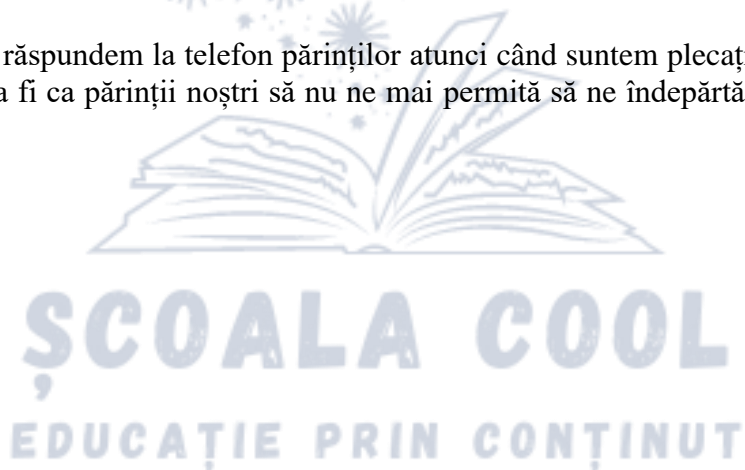 răspundem la telefon părinților atunci când suntem plecaț
a fi ca părinții noștri să nu ne mai permită să ne îndepărtă
ȘCOALA COOL
EDUCAȚIE PRIN CONȚINUT